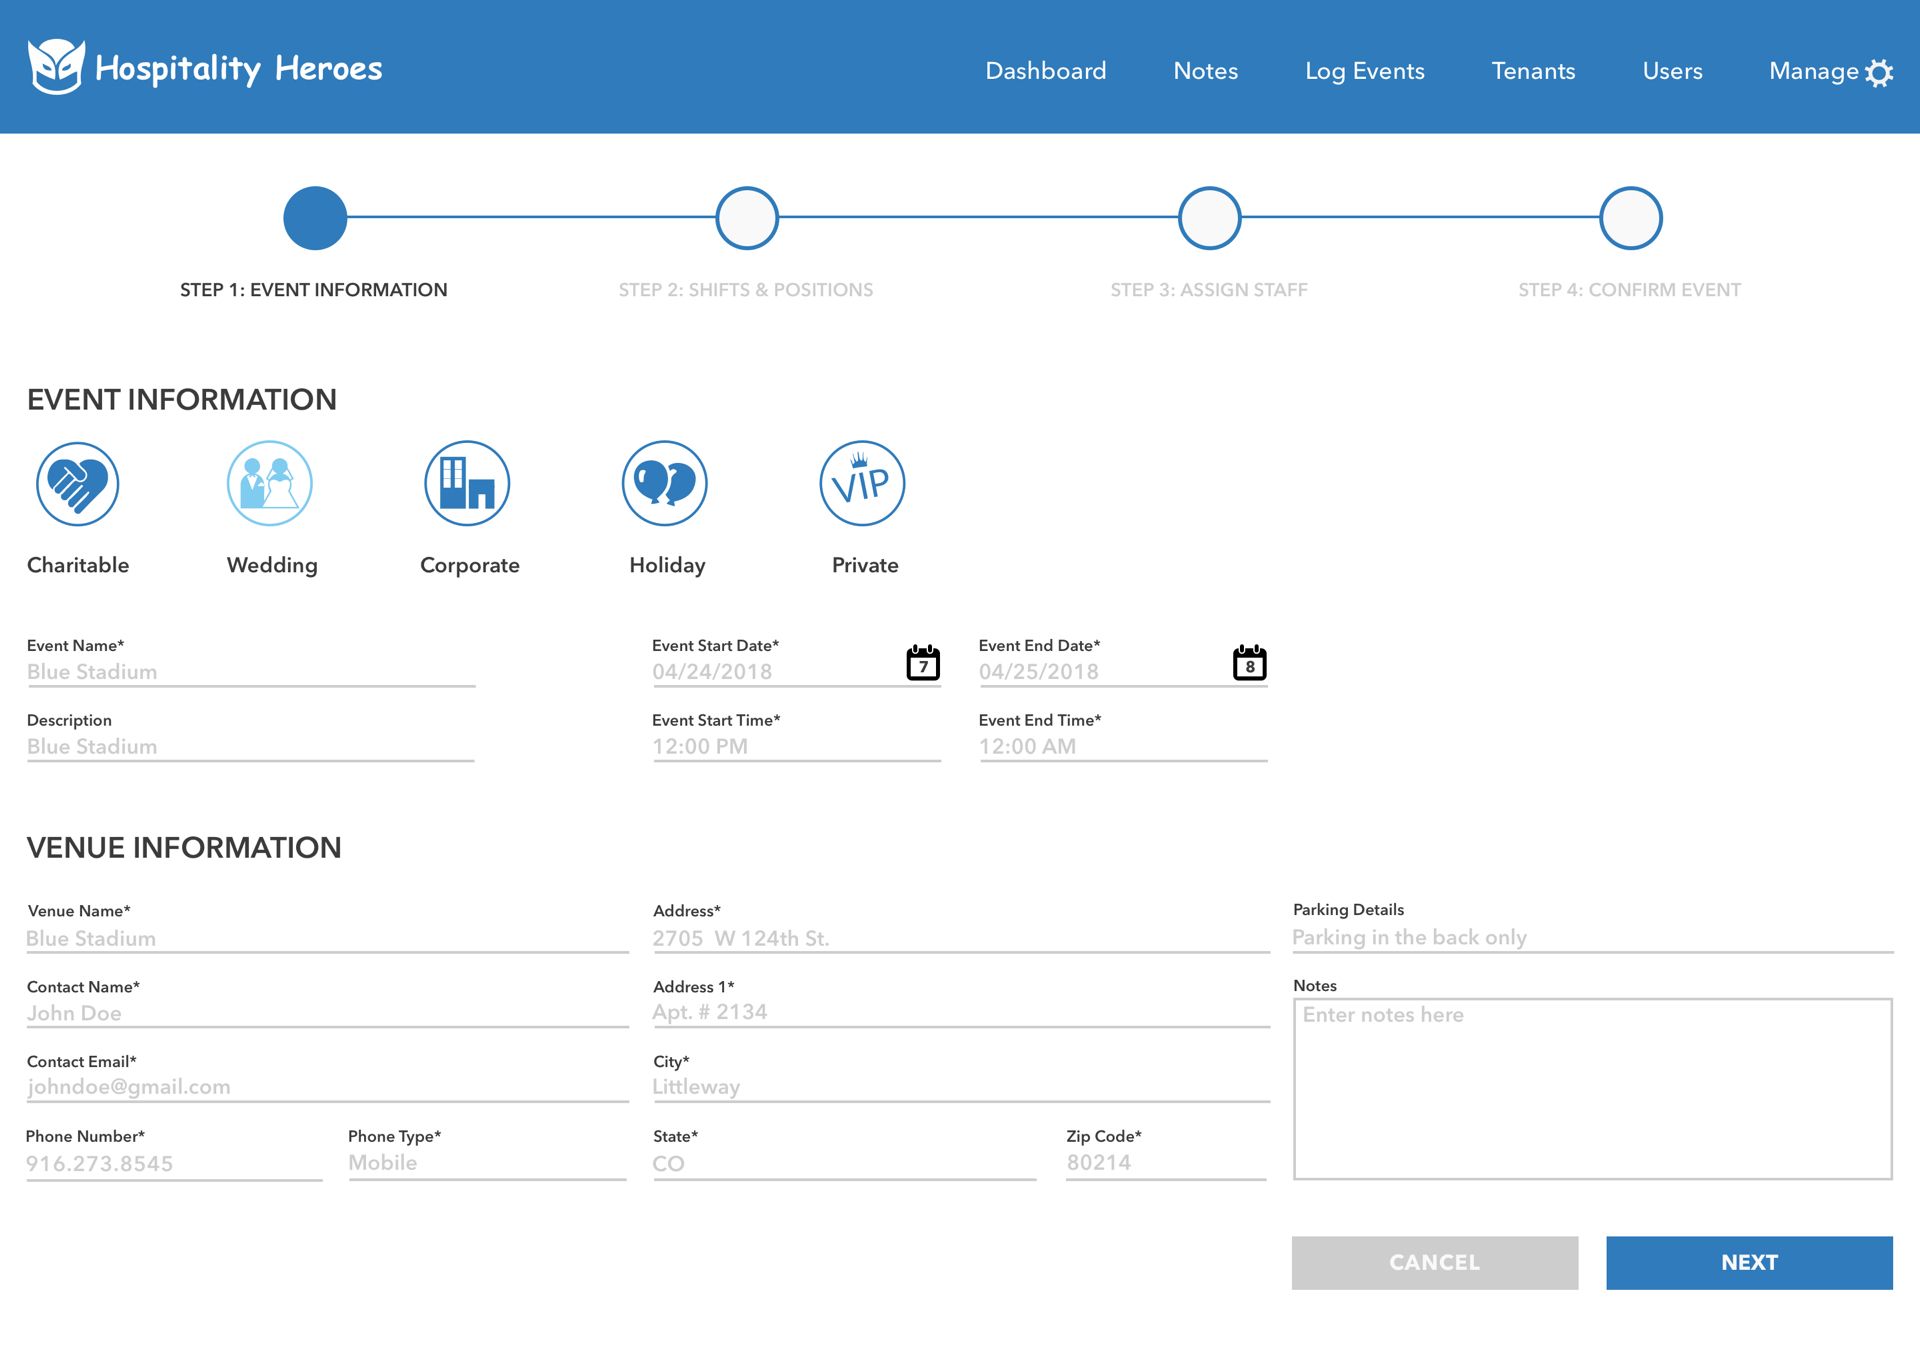 Hospitality Heroes
Dashboard Notes Log Events Tenants Users Manage
STEP 1: EVENT INFORMATION STEP 2: SHIFTS & POSITIONS STEP 3: ASSIGN STAFF STEP 4: CONFIRM EVENT
EVENT INFORMATION
VIP
Charitable Wedding Corporate Holiday Private
Event Name* Event Start Date* Event End Date*
Blue Stadium 04/24/2018 7 04/25/2018 8
Description Event Start Time* Event End Time*
Blue Stadium 12:00 PM 12:00 AM
VENUE INFORMATION
Venue Name* Address* Parking Details
Blue Stadium 2705 W 124th St. Parking in the back only
Contact Name* Address 1* Notes
John Doe Apt. # 2134 Enter notes here
Contact Email* City*
johndoe@gmail.com Littleway
Phone Number* Phone Type* State* Zip Code*
916.273.8545 Mobile CO 80214
CANCEL NEXT